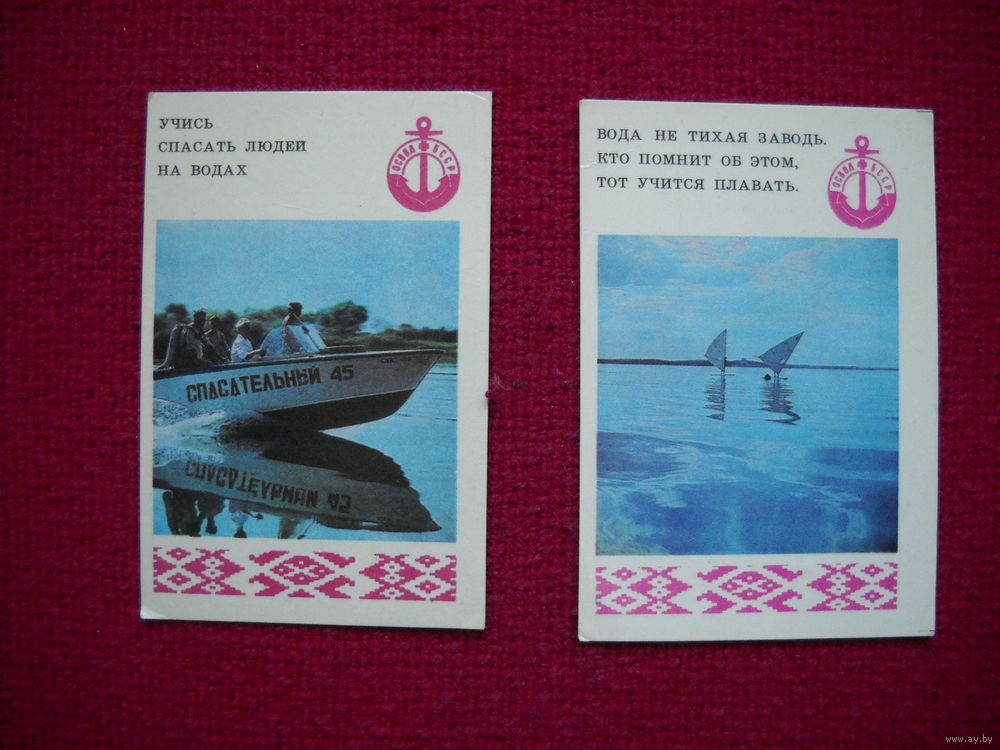 УЧИСЬ
СПАСАТЬ ЛЮДЕЙ
НА ВОДАХ
ОСВОД БССР
СПАСАТЕЛЬНЫЙ 45
ВОДА НЕ ТИХАЯ ЗАВОДЬ.
КТО ПОМНИТ ОБ ЭТОМ,
ТОТ УЧИТСЯ ПЛАВАТЬ.
ОСВОД БССР
www.ay.by